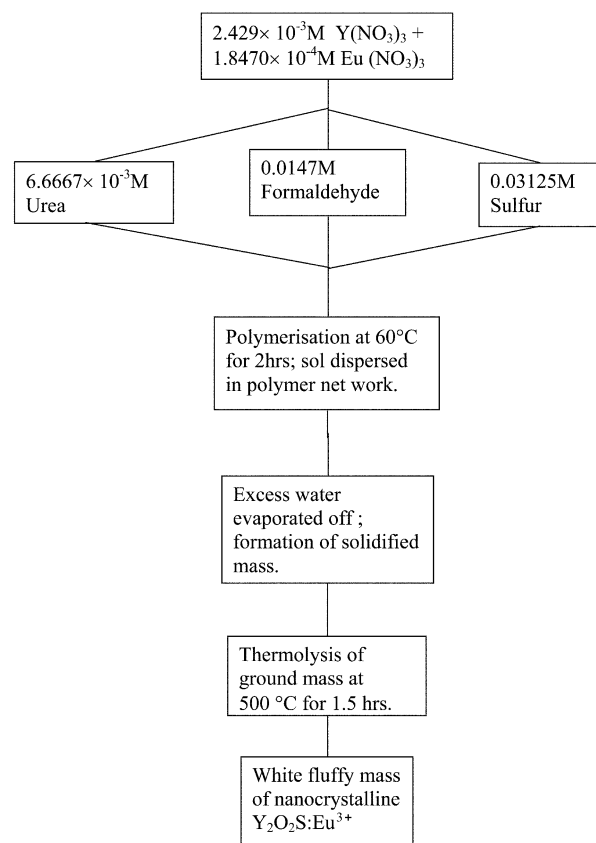 2.429× 10⁻³M Y(NO₃)₃ +
1.8470× 10⁻⁴M Eu (NO₃)₃
6.6667× 10⁻³M
Urea
0.0147M
Formaldehyde
0.03125M
Sulfur
Polymerisation at 60°C
for 2hrs; sol dispersed
in polymer net work.
Excess water
evaporated off ;
formation of solidified
mass.
Thermolysis of
ground mass at
500 °C for 1.5 hrs.
White fluffy mass
of nanocrystalline
Y₂O₂S:Eu³⁺